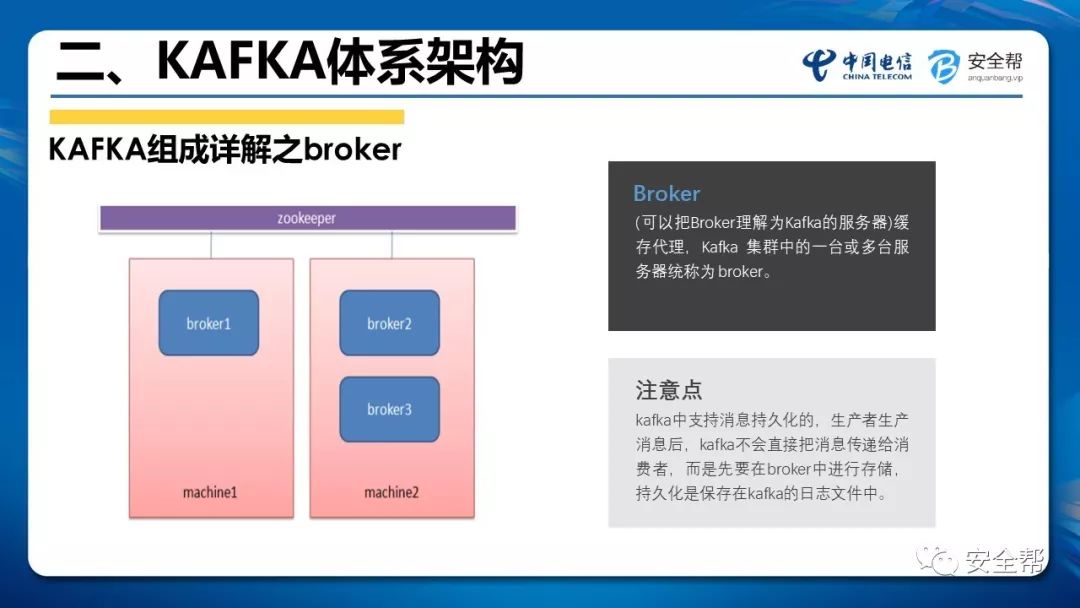 二、KAFKA体系架构
中国电信
CHINA TELECOM
安全帮
anquanbang.vip
KAFKA组成详解之broker
zookeeper
broker1
broker2
broker3
machine1
machine2
Broker
(可以把Broker理解为Kafka的服务器)缓
存代理，Kafka 集群中的一台或多台服
务器统称为 broker。
注意点
kafka中支持消息持久化的，生产者生产
消息后，kafka不会直接把消息传递给消
费者，而是先要在broker中进行存储，
持久化是保存在kafka的日志文件中。
安全帮